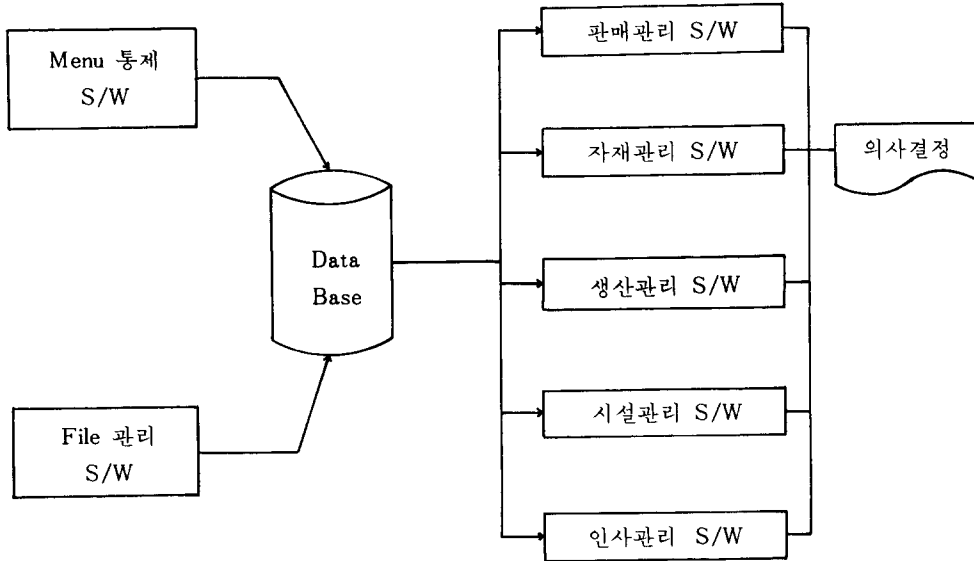 Menu 통제
S/W
File 관리
S/W
Data
Base
판매관리 S/W
자재관리 S/W
생산관리 S/W
시설관리 S/W
인사관리 S/W
의사결정